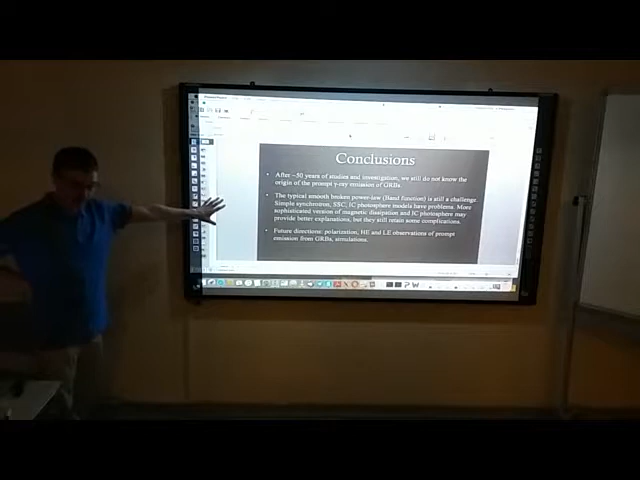 Conclusions
• After ~50 years of studies and investigation, we still do not know the
origin of the prompt γ-ray emission of GRBs.
• The typical smooth broken power-law (Band function) is still a challenge.
Simple synchrotron, SSC, IC photosphere models have problems. More
sophisticated version of magnetic dissipation and IC photosphere may
provide better explanations, but they still retain some complications.
• Future directions: polarization, HE and LE observations of prompt
emission from GRBs, simulations.